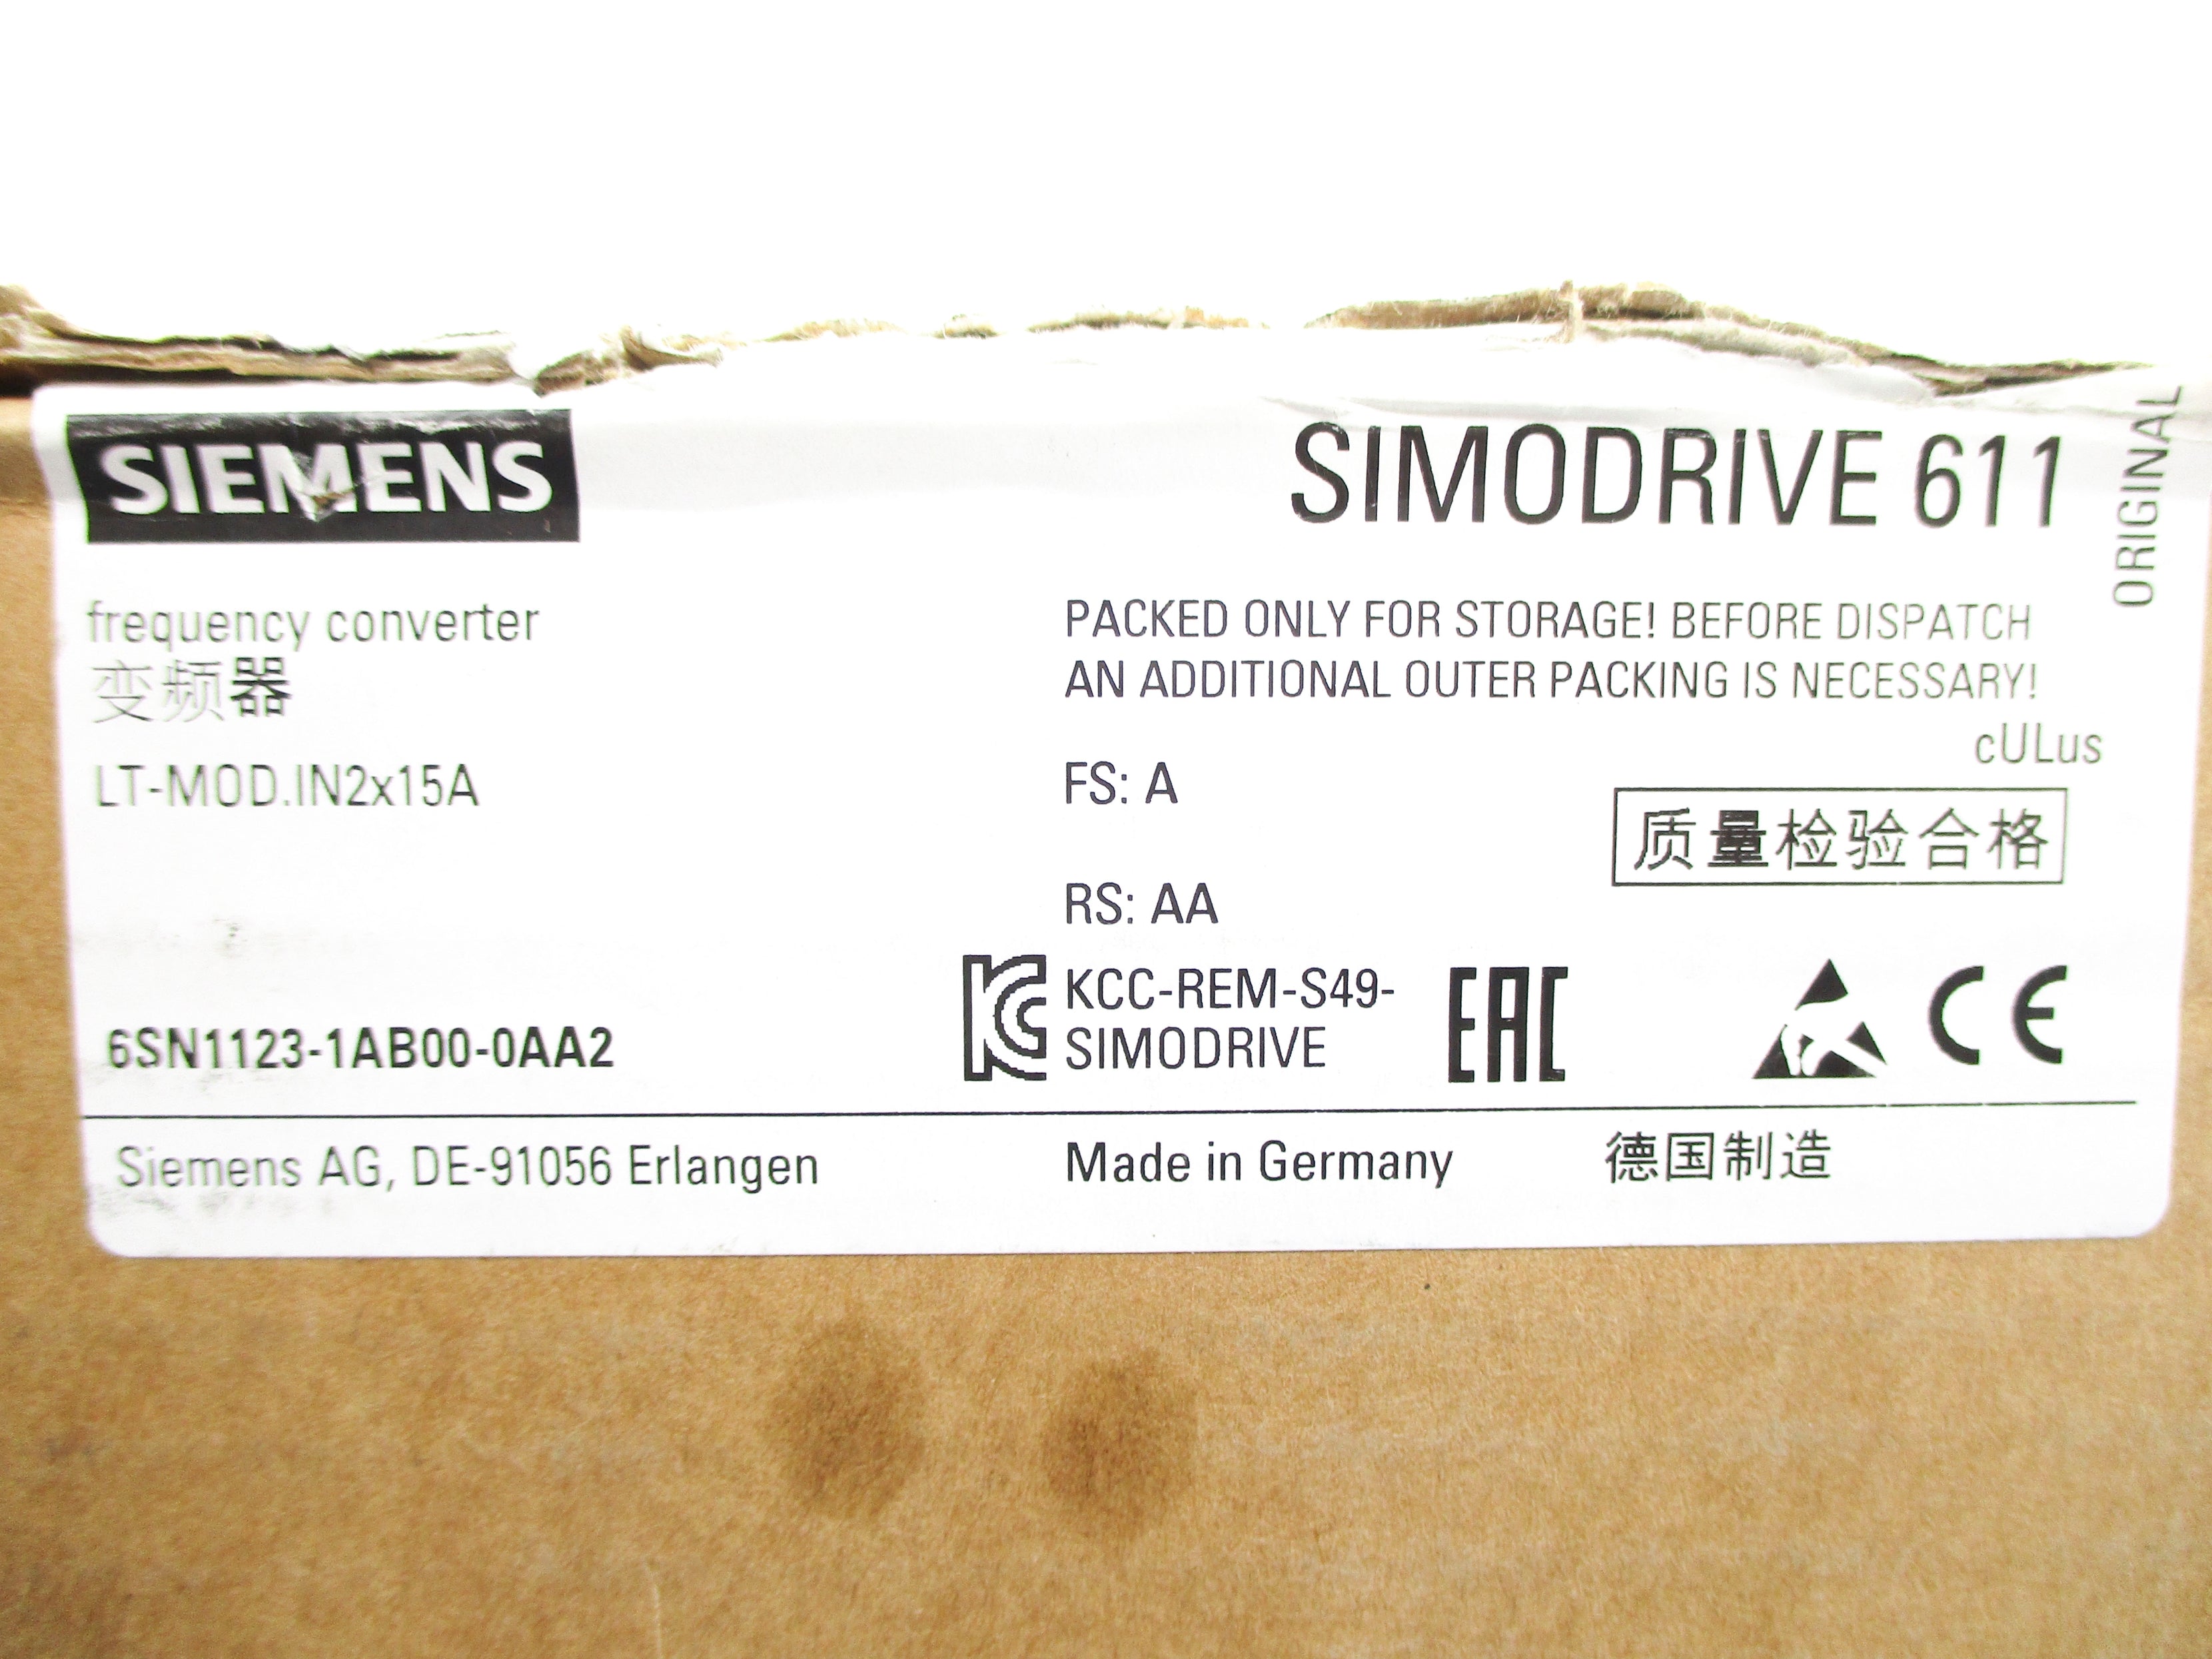 SIEMENS
SIMODRIVE 611
ORIGINAL
frequency converter
变频器
PACKED ONLY FOR STORAGE! BEFORE DISPATCH
AN ADDITIONAL OUTER PACKING IS NECESSARY!
cULus
LT-MOD.IN2x15A
FS: A
质量检验合格
RS: AA
6SN1123-1AB00-0AA2
KCC-REM-S49-
SIMODRIVE
EAC
CE
Siemens AG, DE-91056 Erlangen
Made in Germany
德国制造